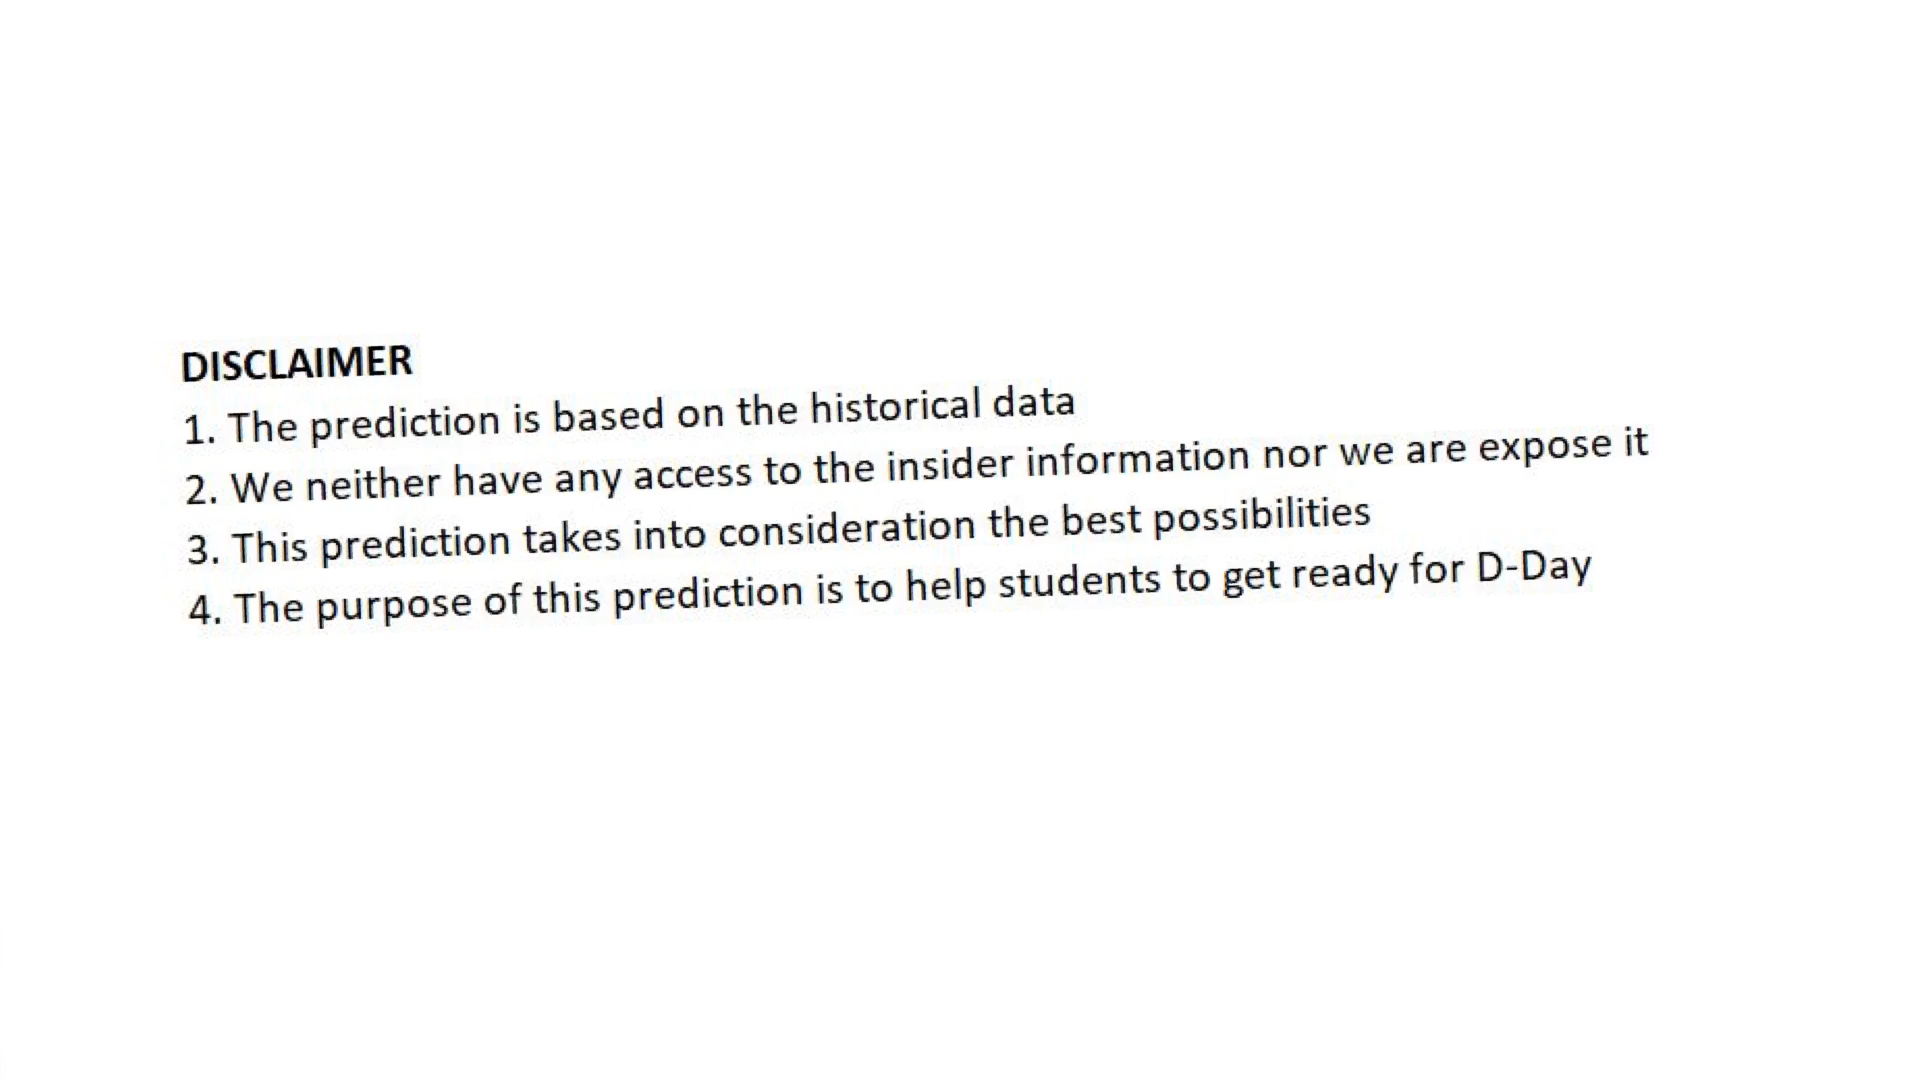 DISCLAIMER
1. The prediction is based on the historical data
2. We neither have any access to the insider information nor we are expose it
3. This prediction takes into consideration the best possibilities
4. The purpose of this prediction is to help students to get ready for D-Day